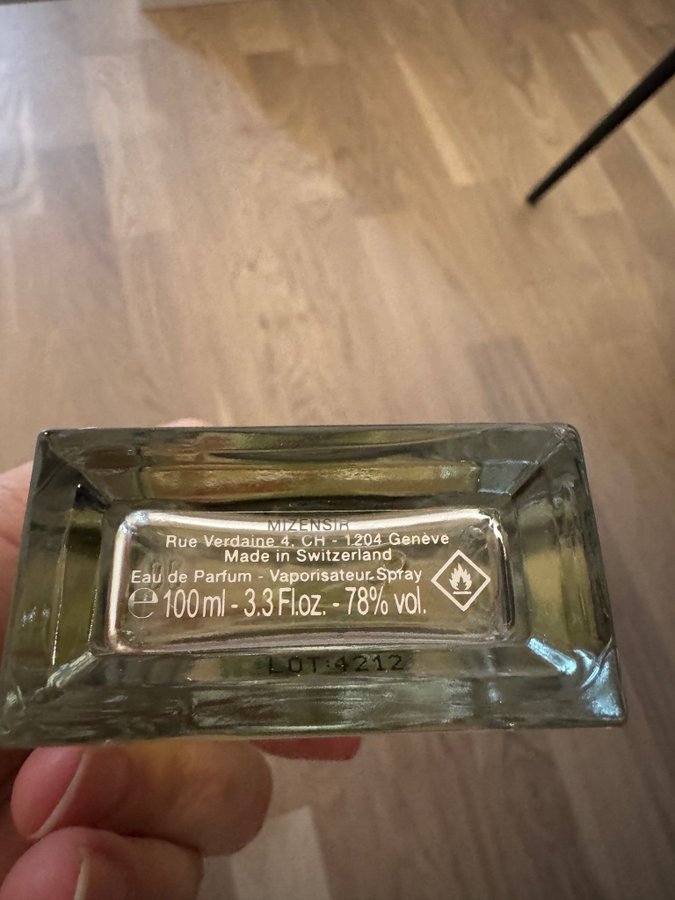 MIZENSIR
Rue Verdaine 4, CH - 1204 Genève
Made in Switzerland
Eau de Parfum - Vaporisateur-Spray
℮ 100 ml - 3.3 Fl.oz. - 78% vol.
LOT:4212